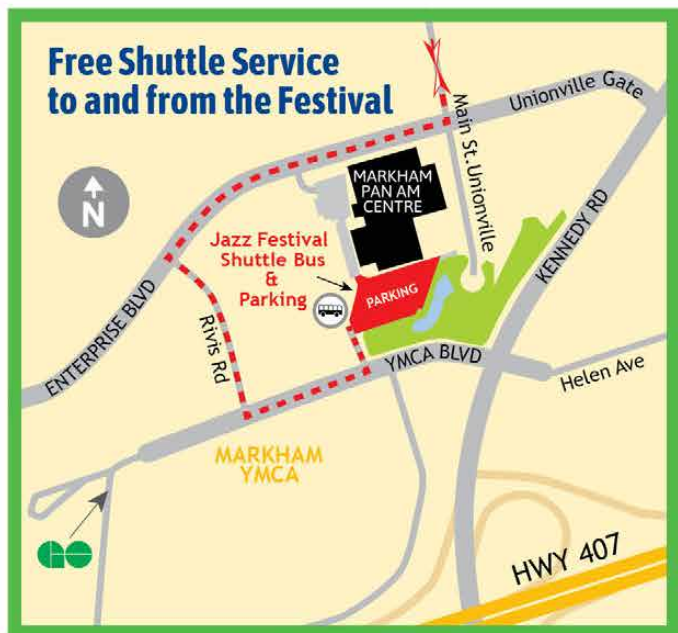 Free Shuttle Service
to and from the Festival
N
Main St.Unionville
Unionville Gate
MARKHAM
PAN AM
CENTRE
KENNEDY RD
Jazz Festival
Shuttle Bus
&
Parking
PARKING
ENTERPRISE BLVD
Rivis Rd
YMCA BLVD
Helen Ave
MARKHAM
YMCA
GO
HWY 407